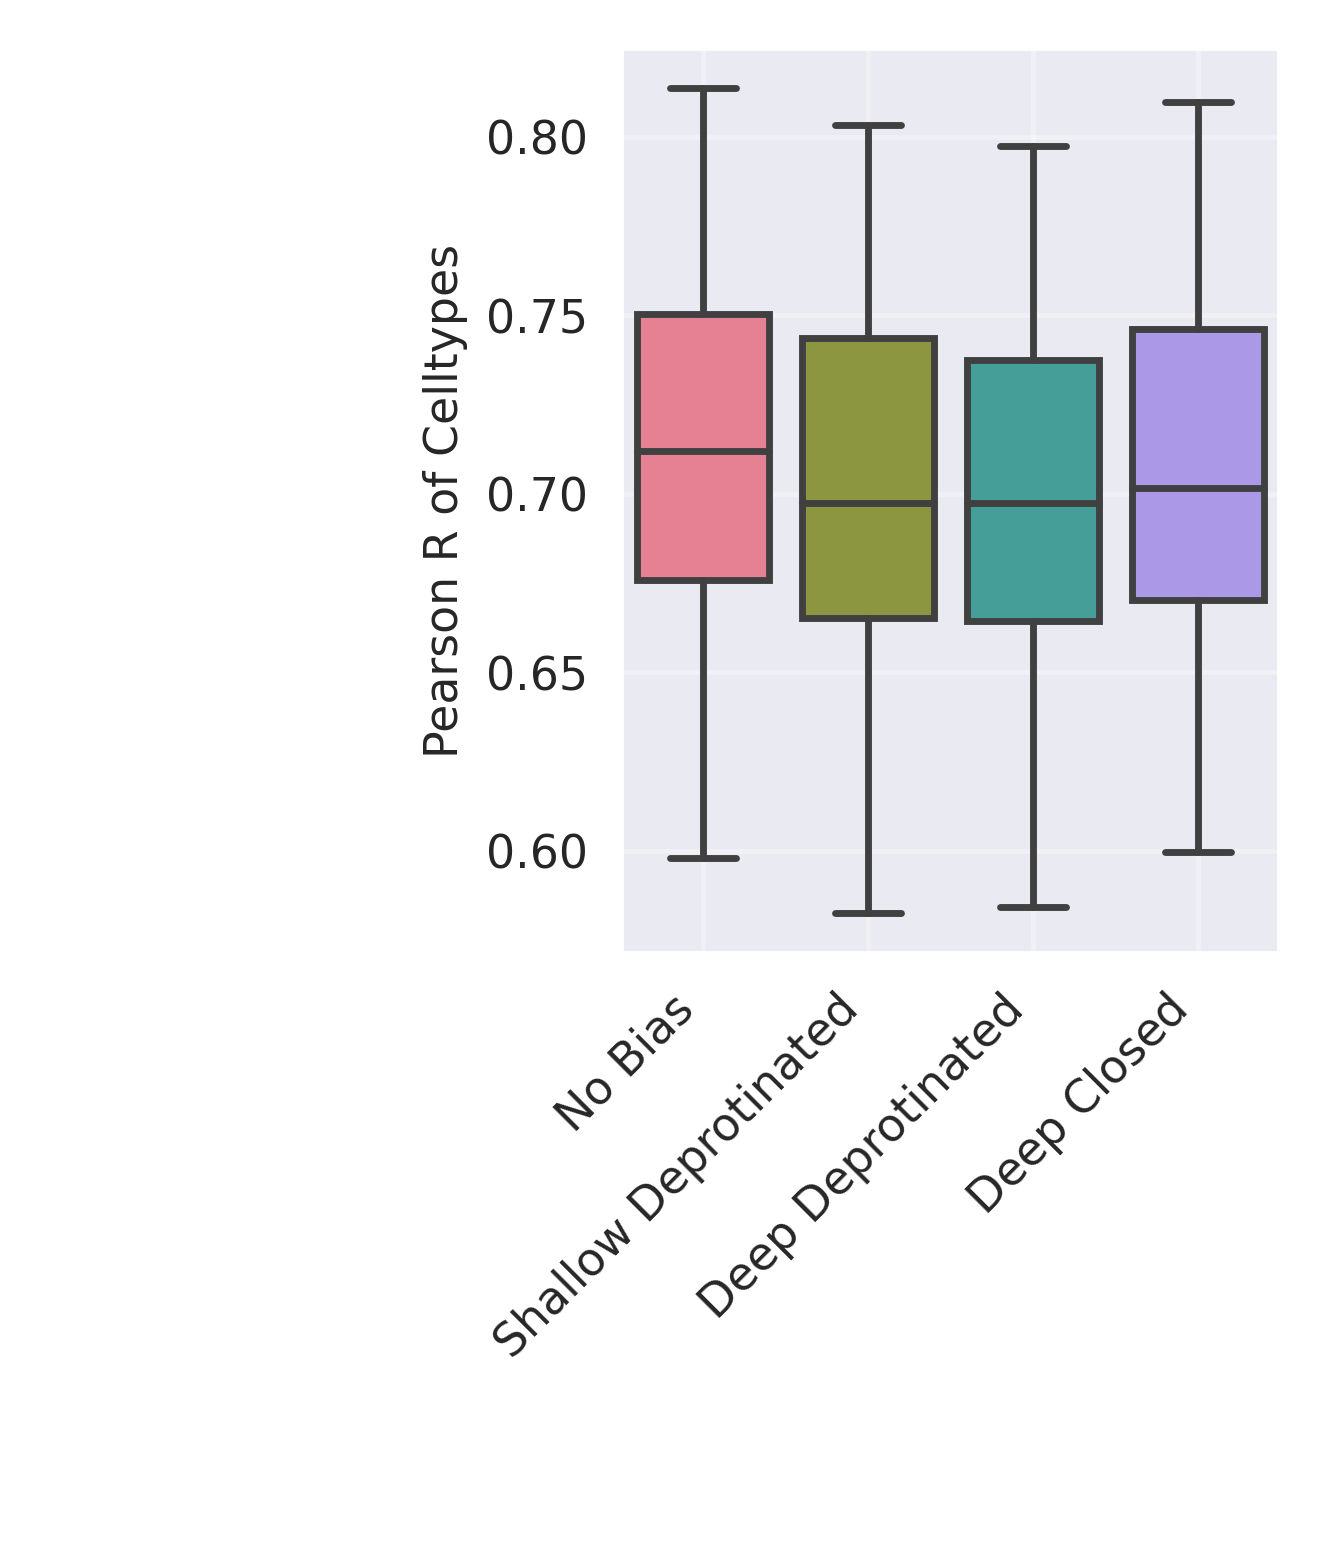 Pearson R of Celltypes
0.80
0.75
0.70
0.65
0.60
No Bias
Shallow Deprotinated
Deep Deprotinated
Deep Closed